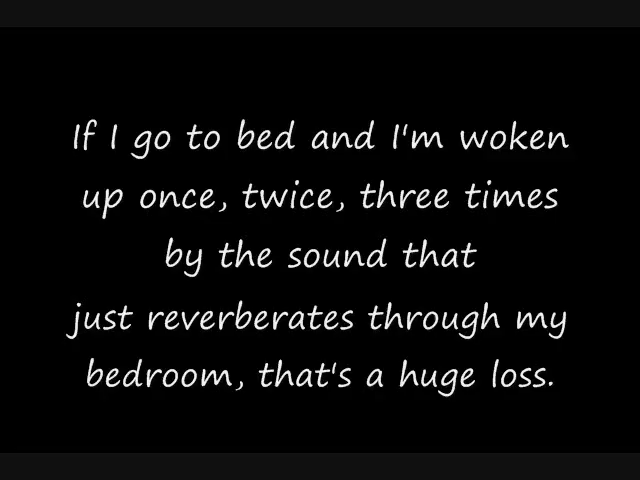 If I go to bed and I'm woken
up once, twice, three times
by the sound that
just reverberates through my
bedroom, that's a huge loss.